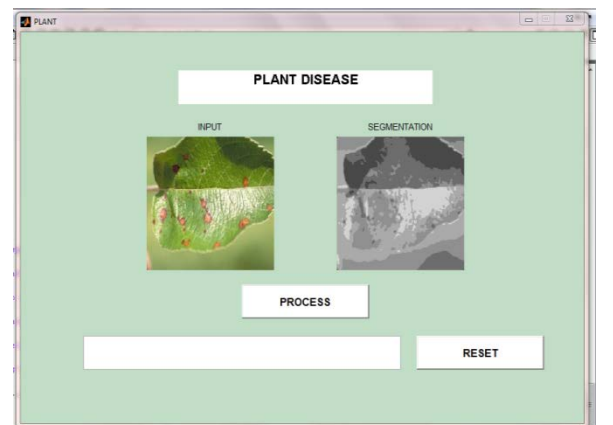 PLANT
PLANT DISEASE
INPUT
SEGMENTATION
PROCESS
RESET